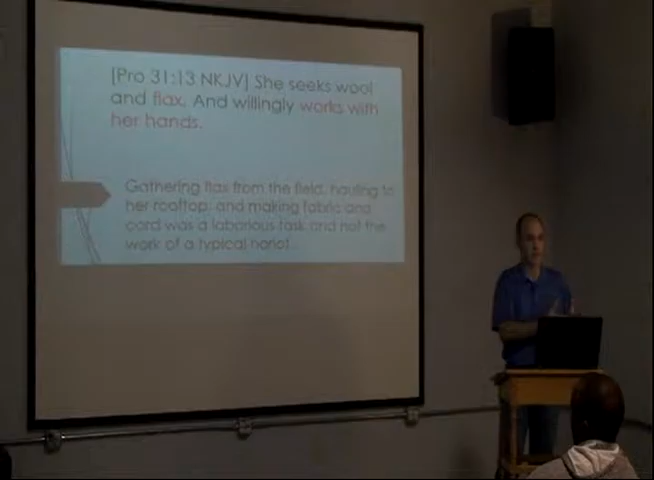 [Pro 31:13 NKJV] She seeks wool
and flax, And willingly works with
her hands.
Gathering flax from the field, hauling to
her rooftop, and making fabric and
cord was a laborious task and not the
work of a typical harlot.